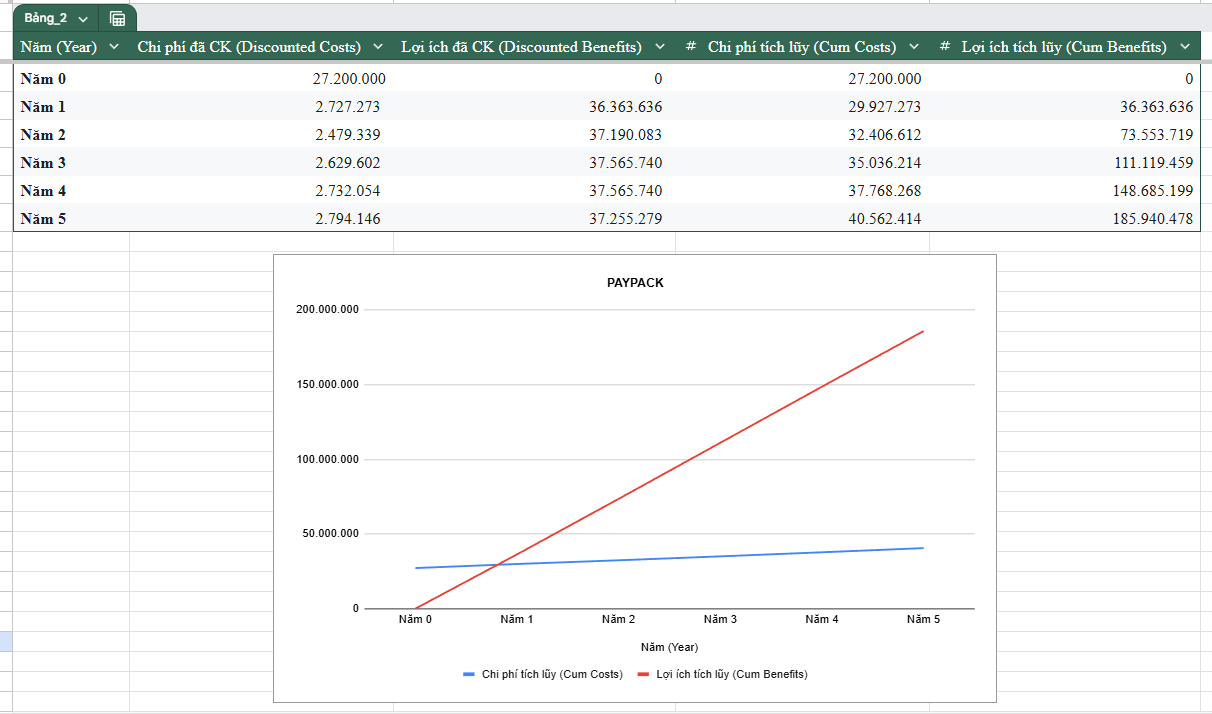 Bảng_2
Năm (Year) Chi phí đã CK (Discounted Costs) Lợi ích đã CK (Discounted Benefits) # Chi phí tích lũy (Cum Costs) # Lợi ích tích lũy (Cum Benefits)
Năm 0 27.200.000 0 27.200.000 0
Năm 1 2.727.273 36.363.636 29.927.273 36.363.636
Năm 2 2.479.339 37.190.083 32.406.612 73.553.719
Năm 3 2.629.602 37.565.740 35.036.214 111.119.459
Năm 4 2.732.054 37.565.740 37.768.268 148.685.199
Năm 5 2.794.146 37.255.279 40.562.414 185.940.478
PAYPACK
200.000.000
150.000.000
100.000.000
50.000.000
0
Năm 0 Năm 1 Năm 2 Năm 3 Năm 4 Năm 5
Năm (Year)
Chi phí tích lũy (Cum Costs) Lợi ích tích lũy (Cum Benefits)